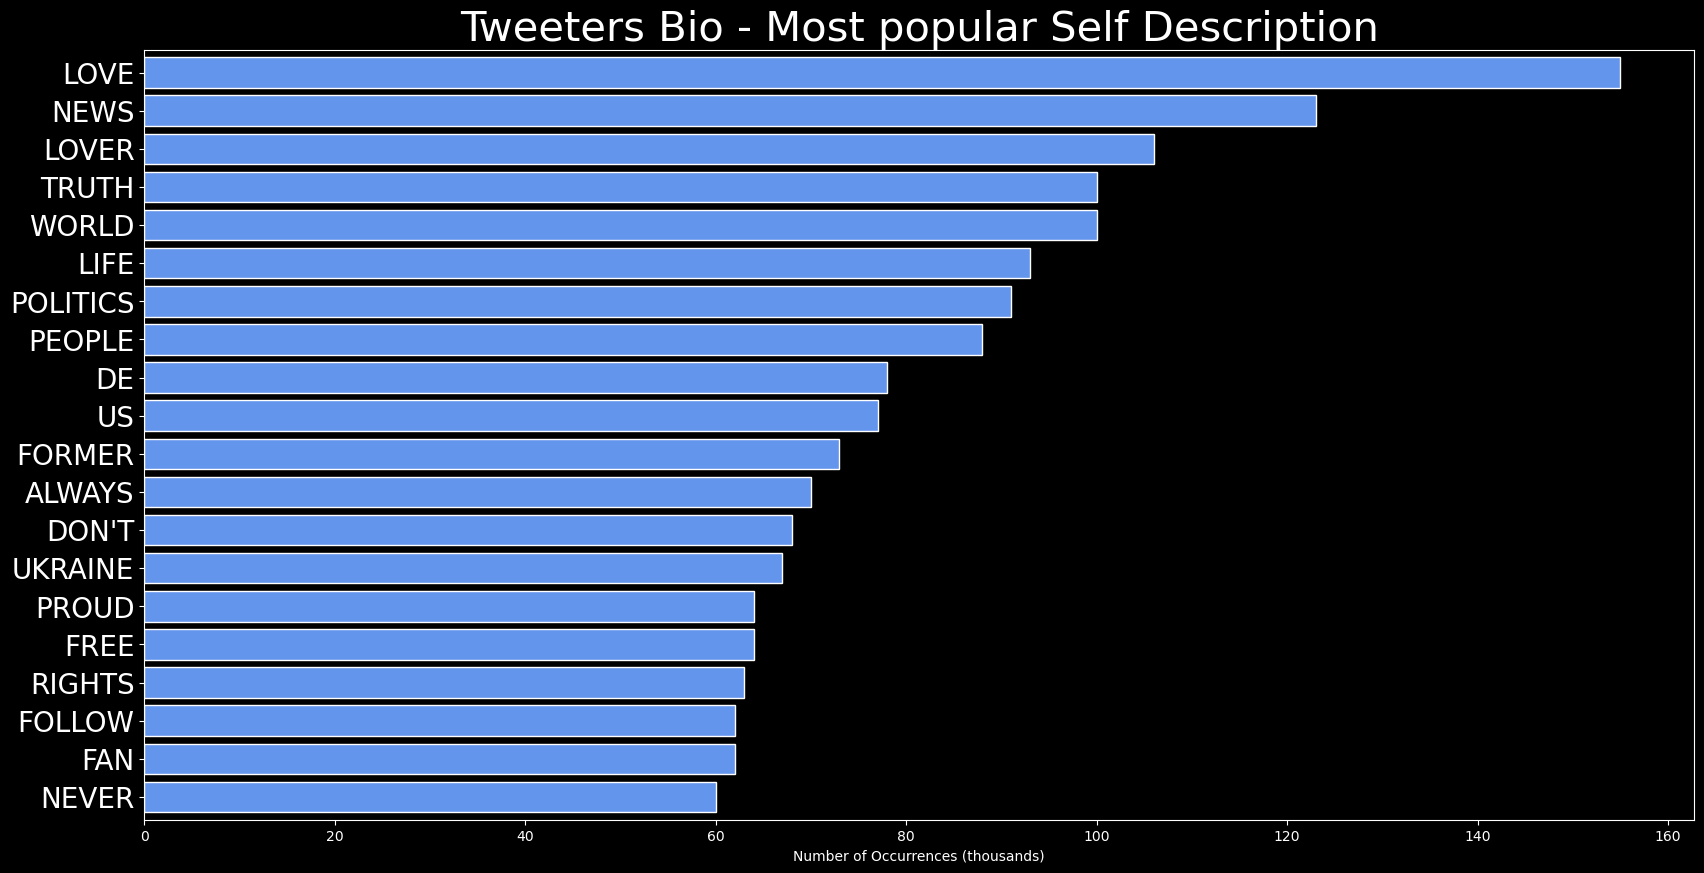 Tweeters Bio - Most popular Self Description
LOVE
NEWS
LOVER
TRUTH
WORLD
LIFE
POLITICS
PEOPLE
DE
US
FORMER
ALWAYS
DON'T
UKRAINE
PROUD
FREE
RIGHTS
FOLLOW
FAN
NEVER
0 20 40 60 80 100 120 140 160
Number of Occurrences (thousands)